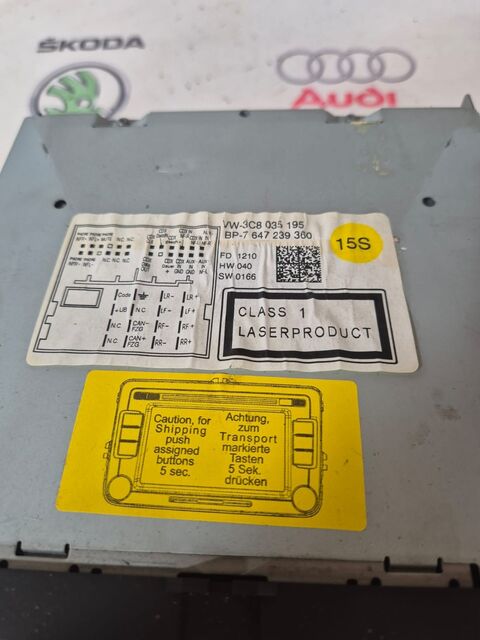 ŠKODA
Audi
VW-3C8 035 195
BP-7 647 239 360
15S
FD 1210
HW 040
SW 0166
CLASS 1
LASERPRODUCT
Code LR- LR+
+UB N.C. LF- LF+
N.C. CAN- FZG RF- RF+
N.C. CAN+ FZG RR- RR+
Caution, for
Shipping
push
assigned
buttons
5 sec.
Achtung,
zum
Transport
markierte
Tasten
5 Sek.
drücken